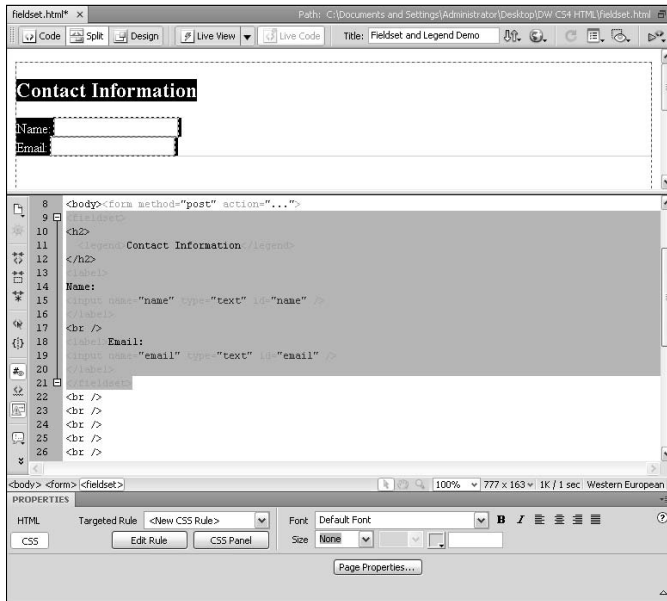 fieldset.html* ×
Path: C:\Documents and Settings\Administrator\Desktop\DW CS4 HTML\fieldset.html
Code Split Design Live View Live Code Title: Fieldset and Legend Demo
Contact Information
Name:
Email:
8 <body><form method="post" action="...">
9 <fieldset>
10 <h2>
11 <legend>Contact Information</legend>
12 </h2>
13 <label>
14 Name:
15 <input name="name" type="text" id="name" />
16 </label>
17 <br />
18 <label>Email:
19 <input name="email" type="text" id="email" />
20 </label>
21 </fieldset>
22 <br />
23 <br />
24 <br />
25 <br />
26 <br />
<body> <form> <fieldset> 100% 777 x 163 1K / 1 sec Western European
PROPERTIES
HTML Targeted Rule <New CSS Rule> Font Default Font B I
CSS Edit Rule CSS Panel Size None
Page Properties...